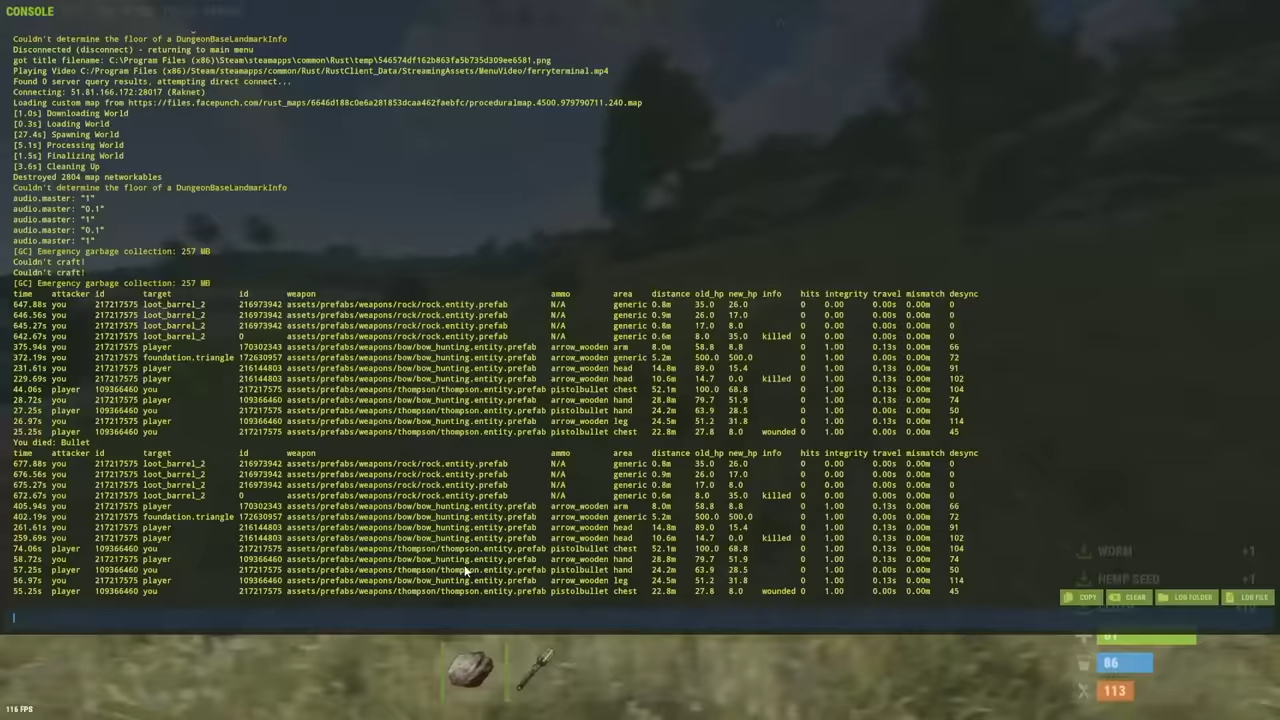 CONSOLE
Couldn't determine the floor of a DungeonBaseLandmarkInfo
Disconnected (disconnect) - returning to main menu
got title filename: C:\Program Files (x86)\Steam\steamapps\common\Rust\temp\546574df162b863fa5b735d309ee6581.png
Playing Video C:/Program Files (x86)/Steam/steamapps/common/Rust/RustClient_Data/StreamingAssets/MenuVideo/ferryterminal.mp4
Found 0 server query results, attempting direct connect...
Connecting: 51.81.166.172:28017 (Raknet)
Loading custom map from https://files.facepunch.com/rust_maps/6646d188c0e6a281853dcaa462faebfc/proceduralmap.4500.979790711.240.map
[1.0s] Downloading World
[0.3s] Loading World
[27.4s] Spawning World
[5.1s] Processing World
[1.5s] Finalizing World
[3.6s] Cleaning Up
Destroyed 2804 map networkables
Couldn't determine the floor of a DungeonBaseLandmarkInfo
audio.master: "1"
audio.master: "0.1"
audio.master: "1"
audio.master: "0.1"
audio.master: "1"
[GC] Emergency garbage collection: 257 MB
Couldn't craft!
Couldn't craft!
[GC] Emergency garbage collection: 257 MB
time attacker id target id weapon ammo area distance old_hp new_hp info hits integrity travel mismatch desync
647.88s you 217217575 loot_barrel_2 216973942 assets/prefabs/weapons/rock/rock.entity.prefab N/A generic 0.8m 35.0 26.0 0 1.00 0.00s 0.00m 0
646.56s you 217217575 loot_barrel_2 216973942 assets/prefabs/weapons/rock/rock.entity.prefab N/A generic 0.9m 26.0 17.0 0 1.00 0.00s 0.00m 0
645.27s you 217217575 loot_barrel_2 216973942 assets/prefabs/weapons/rock/rock.entity.prefab N/A generic 0.8m 17.0 8.0 0 1.00 0.00s 0.00m 0
642.67s you 217217575 loot_barrel_2 0 assets/prefabs/weapons/rock/rock.entity.prefab N/A generic 0.6m 8.0 35.0 killed 0 1.00 0.00s 0.00m 0
375.94s you 217217575 player 170302343 assets/prefabs/weapons/bow/bow_hunting.entity.prefab arrow_wooden arm 8.0m 58.8 8.8 0 1.00 0.13s 0.00m 66
372.19s you 217217575 foundation.triangle 172630957 assets/prefabs/weapons/bow/bow_hunting.entity.prefab arrow_wooden generic 5.2m 500.0 500.0 0 1.00 0.00s 0.00m 72
231.61s you 217217575 player 216144803 assets/prefabs/weapons/bow/bow_hunting.entity.prefab arrow_wooden head 14.8m 89.0 15.4 0 1.00 0.13s 0.00m 91
229.69s you 217217575 player 216144803 assets/prefabs/weapons/bow/bow_hunting.entity.prefab arrow_wooden head 10.6m 14.7 0.0 killed 0 1.00 0.13s 0.00m 102
44.06s player 109366460 you 217217575 assets/prefabs/weapons/thompson/thompson.entity.prefab pistolbullet chest 52.1m 100.0 68.8 0 1.00 0.13s 0.00m 104
28.72s you 217217575 player 109366460 assets/prefabs/weapons/bow/bow_hunting.entity.prefab arrow_wooden hand 28.8m 79.7 51.9 0 1.00 0.13s 0.00m 74
27.25s player 109366460 you 217217575 assets/prefabs/weapons/thompson/thompson.entity.prefab pistolbullet hand 24.2m 63.9 28.5 0 1.00 0.00s 0.00m 50
26.97s you 217217575 player 109366460 assets/prefabs/weapons/bow/bow_hunting.entity.prefab arrow_wooden leg 24.5m 51.2 31.8 0 1.00 0.13s 0.00m 114
25.25s player 109366460 you 217217575 assets/prefabs/weapons/thompson/thompson.entity.prefab pistolbullet chest 22.8m 27.8 8.0 wounded 0 1.00 0.00s 0.00m 45
You died: Bullet
time attacker id target id weapon ammo area distance old_hp new_hp info hits integrity travel mismatch desync
677.88s you 217217575 loot_barrel_2 216973942 assets/prefabs/weapons/rock/rock.entity.prefab N/A generic 0.8m 35.0 26.0 0 1.00 0.00s 0.00m 0
676.56s you 217217575 loot_barrel_2 216973942 assets/prefabs/weapons/rock/rock.entity.prefab N/A generic 0.9m 26.0 17.0 0 1.00 0.00s 0.00m 0
675.27s you 217217575 loot_barrel_2 216973942 assets/prefabs/weapons/rock/rock.entity.prefab N/A generic 0.8m 17.0 8.0 0 1.00 0.00s 0.00m 0
672.67s you 217217575 loot_barrel_2 0 assets/prefabs/weapons/rock/rock.entity.prefab N/A generic 0.6m 8.0 35.0 killed 0 1.00 0.00s 0.00m 0
405.94s you 217217575 player 170302343 assets/prefabs/weapons/bow/bow_hunting.entity.prefab arrow_wooden arm 8.0m 58.8 8.8 0 1.00 0.13s 0.00m 66
402.19s you 217217575 foundation.triangle 172630957 assets/prefabs/weapons/bow/bow_hunting.entity.prefab arrow_wooden generic 5.2m 500.0 500.0 0 1.00 0.00s 0.00m 72
261.61s you 217217575 player 216144803 assets/prefabs/weapons/bow/bow_hunting.entity.prefab arrow_wooden head 14.8m 89.0 15.4 0 1.00 0.13s 0.00m 91
259.69s you 217217575 player 216144803 assets/prefabs/weapons/bow/bow_hunting.entity.prefab arrow_wooden head 10.6m 14.7 0.0 killed 0 1.00 0.13s 0.00m 102
74.06s player 109366460 you 217217575 assets/prefabs/weapons/thompson/thompson.entity.prefab pistolbullet chest 52.1m 100.0 68.8 0 1.00 0.13s 0.00m 104
58.72s you 217217575 player 109366460 assets/prefabs/weapons/bow/bow_hunting.entity.prefab arrow_wooden hand 28.8m 79.7 51.9 0 1.00 0.13s 0.00m 74
57.25s player 109366460 you 217217575 assets/prefabs/weapons/thompson/thompson.entity.prefab pistolbullet hand 24.2m 63.9 28.5 0 1.00 0.00s 0.00m 50
56.97s you 217217575 player 109366460 assets/prefabs/weapons/bow/bow_hunting.entity.prefab arrow_wooden leg 24.5m 51.2 31.8 0 1.00 0.13s 0.00m 114
55.25s player 109366460 you 217217575 assets/prefabs/weapons/thompson/thompson.entity.prefab pistolbullet chest 22.8m 27.8 8.0 wounded 0 1.00 0.00s 0.00m 45
WORM +1
HEMP SEED +1
COPY CLEAR LOG FOLDER LOG FILE
61
86
113
116 FPS